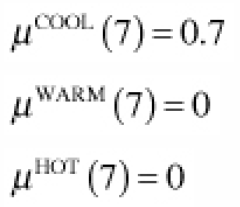 μ^COOL (7) = 0.7
μ^WARM (7) = 0
μ^HOT (7) = 0